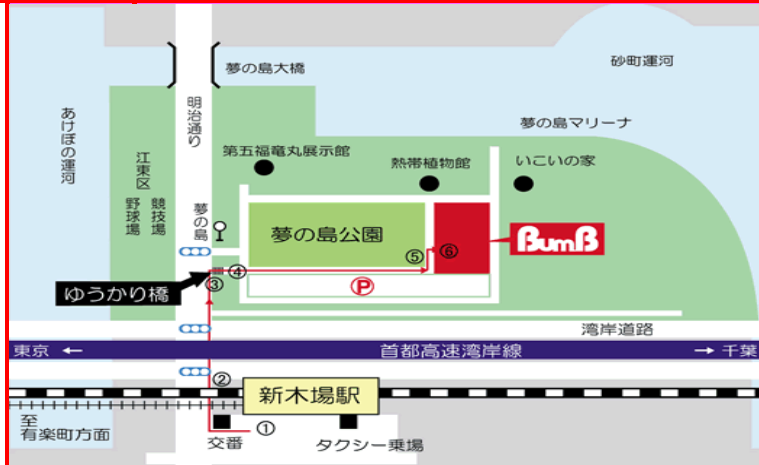 夢の島大橋
砂町運河
あけぼの運河
明治通り
夢の島マリーナ
江東区
野球場
競技場
第五福竜丸展示館
熱帯植物館
いこいの家
夢の島
夢の島公園
BumB
⑤
⑥
④
③
P
ゆうかり橋
湾岸道路
東京 ←
首都高速湾岸線
→ 千葉
②
新木場駅
至
有楽町方面
①
交番
タクシー乗場